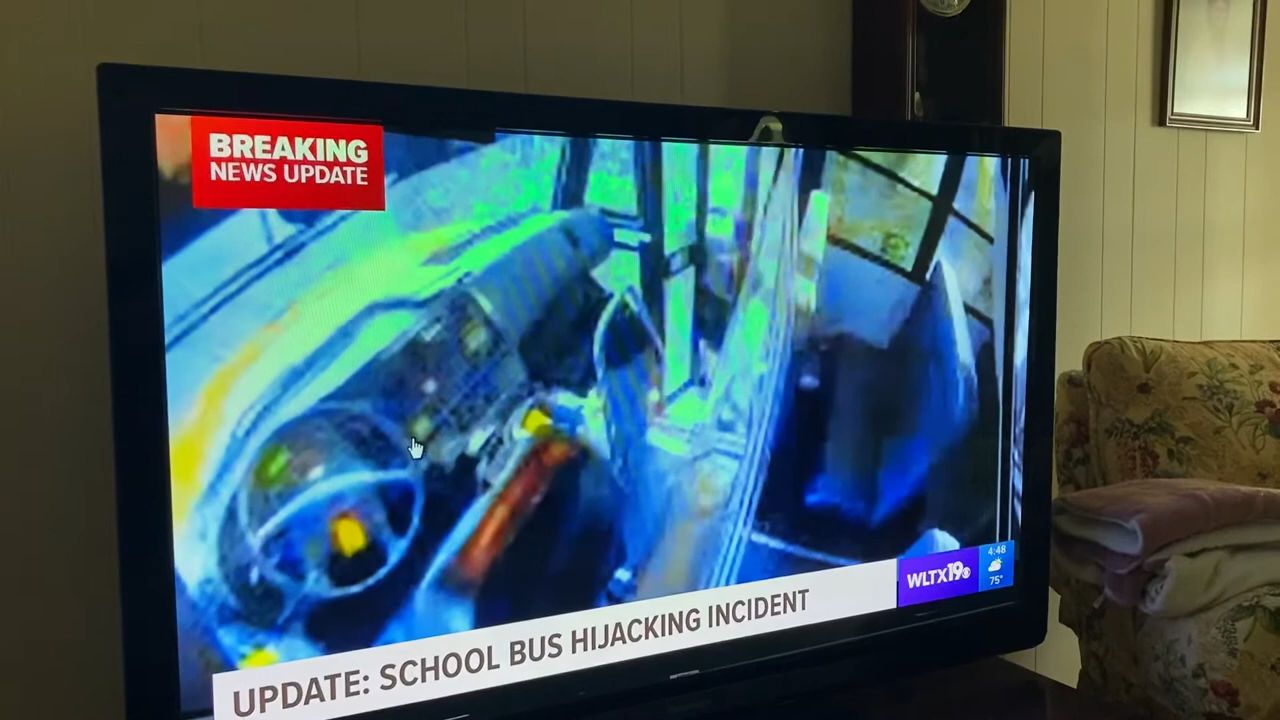 BREAKING
NEWS UPDATE
UPDATE: SCHOOL BUS HIJACKING INCIDENT
WLTX19
4:48
75°